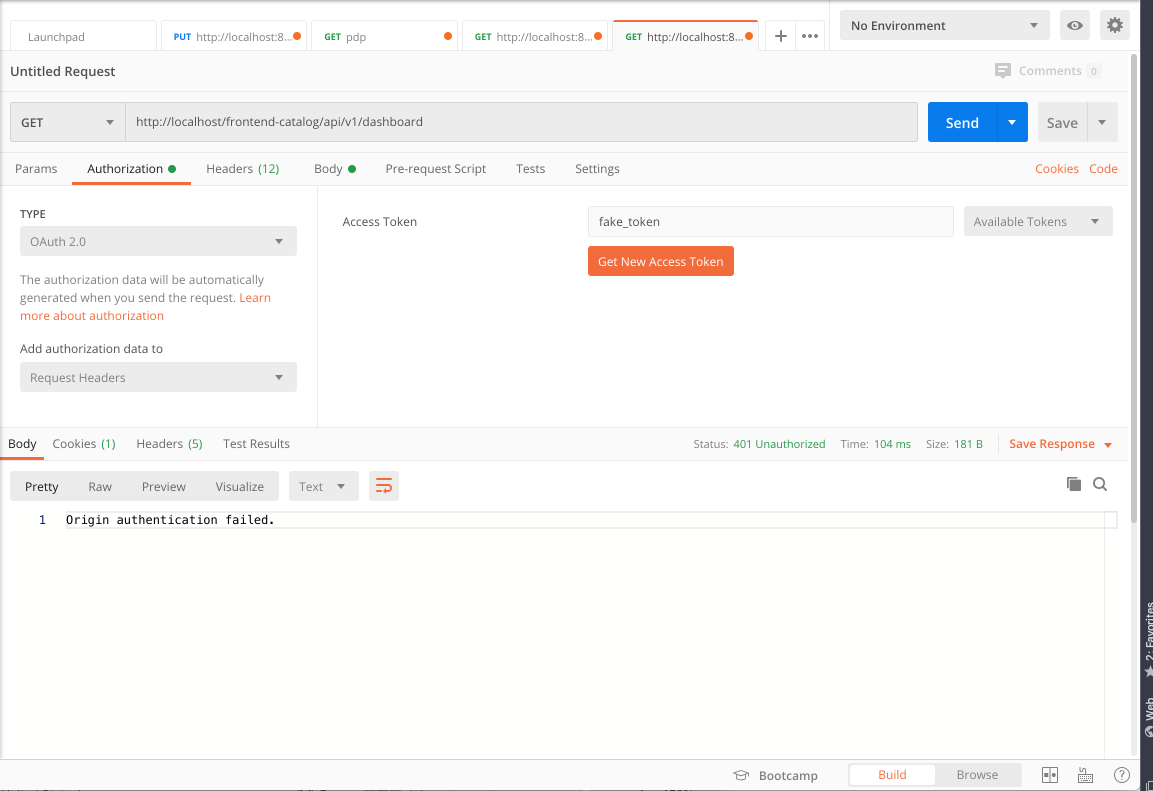 Launchpad
PUT http://localhost:8...
GET pdp
GET http://localhost:8...
GET http://localhost:8...
No Environment
Untitled Request
Comments 0
GET
http://localhost/frontend-catalog/api/v1/dashboard
Send
Save
Params
Authorization
Headers (12)
Body
Pre-request Script
Tests
Settings
Cookies
Code
TYPE
OAuth 2.0
The authorization data will be automatically
generated when you send the request. Learn
more about authorization
Add authorization data to
Request Headers
Access Token
fake_token
Available Tokens
Get New Access Token
Body
Cookies (1)
Headers (5)
Test Results
Status: 401 Unauthorized
Time: 104 ms
Size: 181 B
Save Response
Pretty
Raw
Preview
Visualize
Text
1 Origin authentication failed.
2: Favorites
Web
Bootcamp
Build
Browse